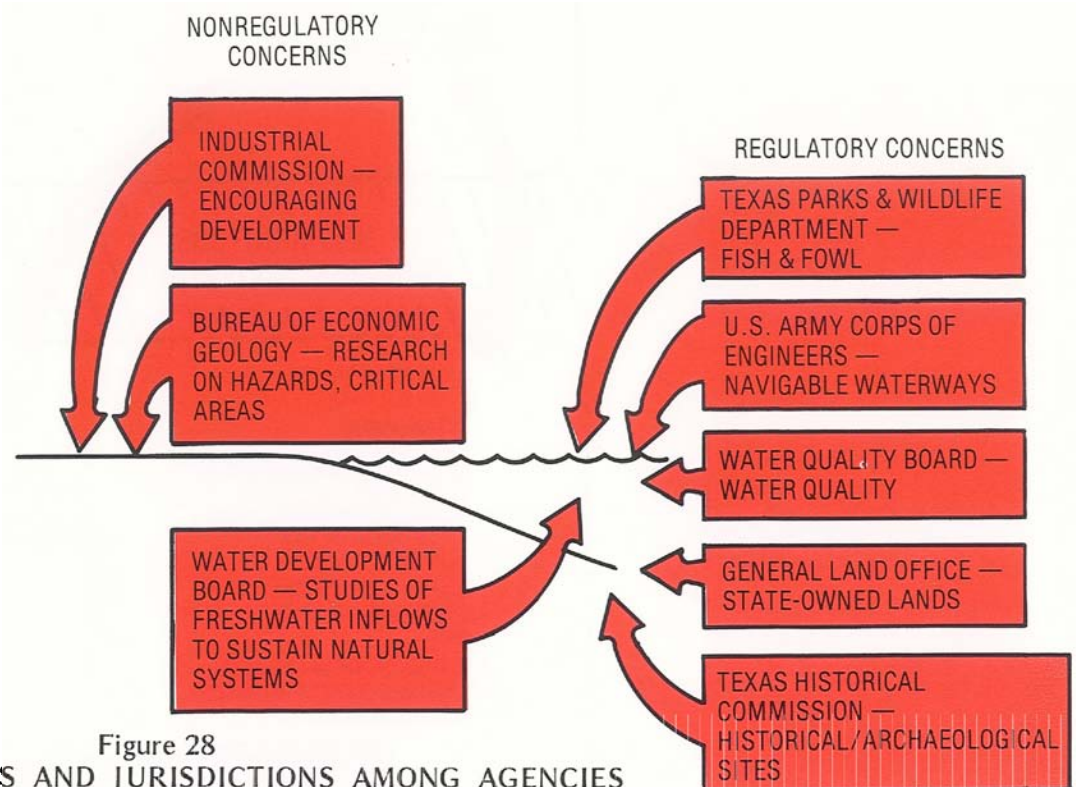 NONREGULATORY
CONCERNS
INDUSTRIAL
COMMISSION —
ENCOURAGING
DEVELOPMENT
BUREAU OF ECONOMIC
GEOLOGY — RESEARCH
ON HAZARDS, CRITICAL
AREAS
WATER DEVELOPMENT
BOARD — STUDIES OF
FRESHWATER INFLOWS
TO SUSTAIN NATURAL
SYSTEMS
REGULATORY CONCERNS
TEXAS PARKS & WILDLIFE
DEPARTMENT —
FISH & FOWL
U.S. ARMY CORPS OF
ENGINEERS —
NAVIGABLE WATERWAYS
WATER QUALITY BOARD —
WATER QUALITY
GENERAL LAND OFFICE —
STATE-OWNED LANDS
TEXAS HISTORICAL
COMMISSION —
HISTORICAL/ARCHAEOLOGICAL
SITES
Figure 28
AND JURISDICTIONS AMONG AGENCIES